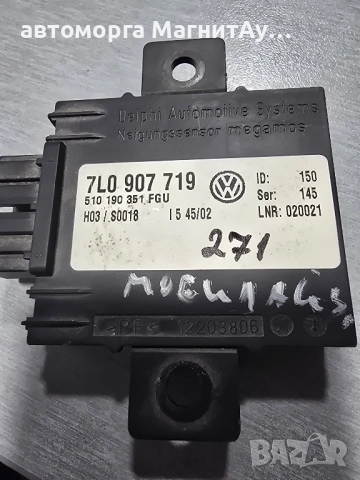 автоморга МагнитАу...
Delphi Automotive Systems
Neigungssensor megamos
7L0 907 719
510 190 351 FGU
H03 / S0018 I 5 45/02
ID: 150
Ser: 145
LNR: 020021
271
12203806
BAZAR